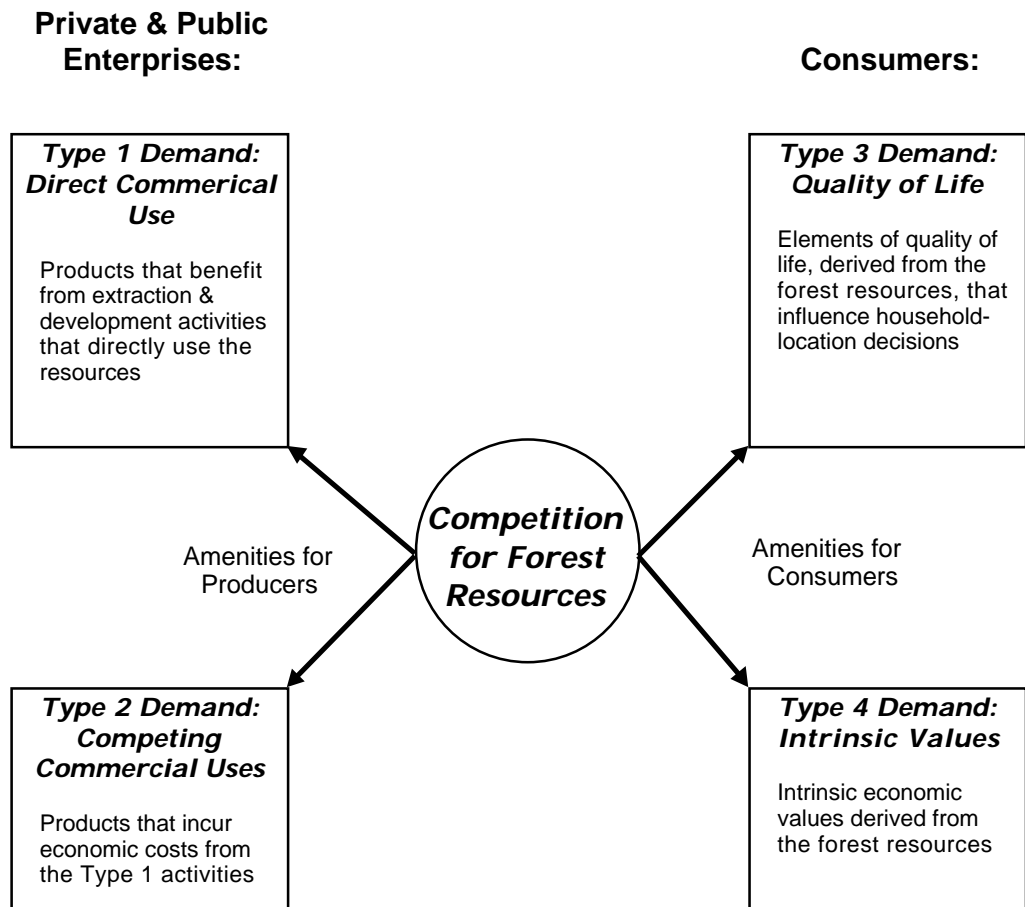 Private & Public
Enterprises:
Consumers:
Type 1 Demand:
Direct Commerical
Use
Products that benefit
from extraction &
development activities
that directly use the
resources
Type 3 Demand:
Quality of Life
Elements of quality of
life, derived from the
forest resources, that
influence household-
location decisions
Amenities for
Producers
Competition
for Forest
Resources
Amenities for
Consumers
Type 2 Demand:
Competing
Commercial Uses
Products that incur
economic costs from
the Type 1 activities
Type 4 Demand:
Intrinsic Values
Intrinsic economic
values derived from
the forest resources